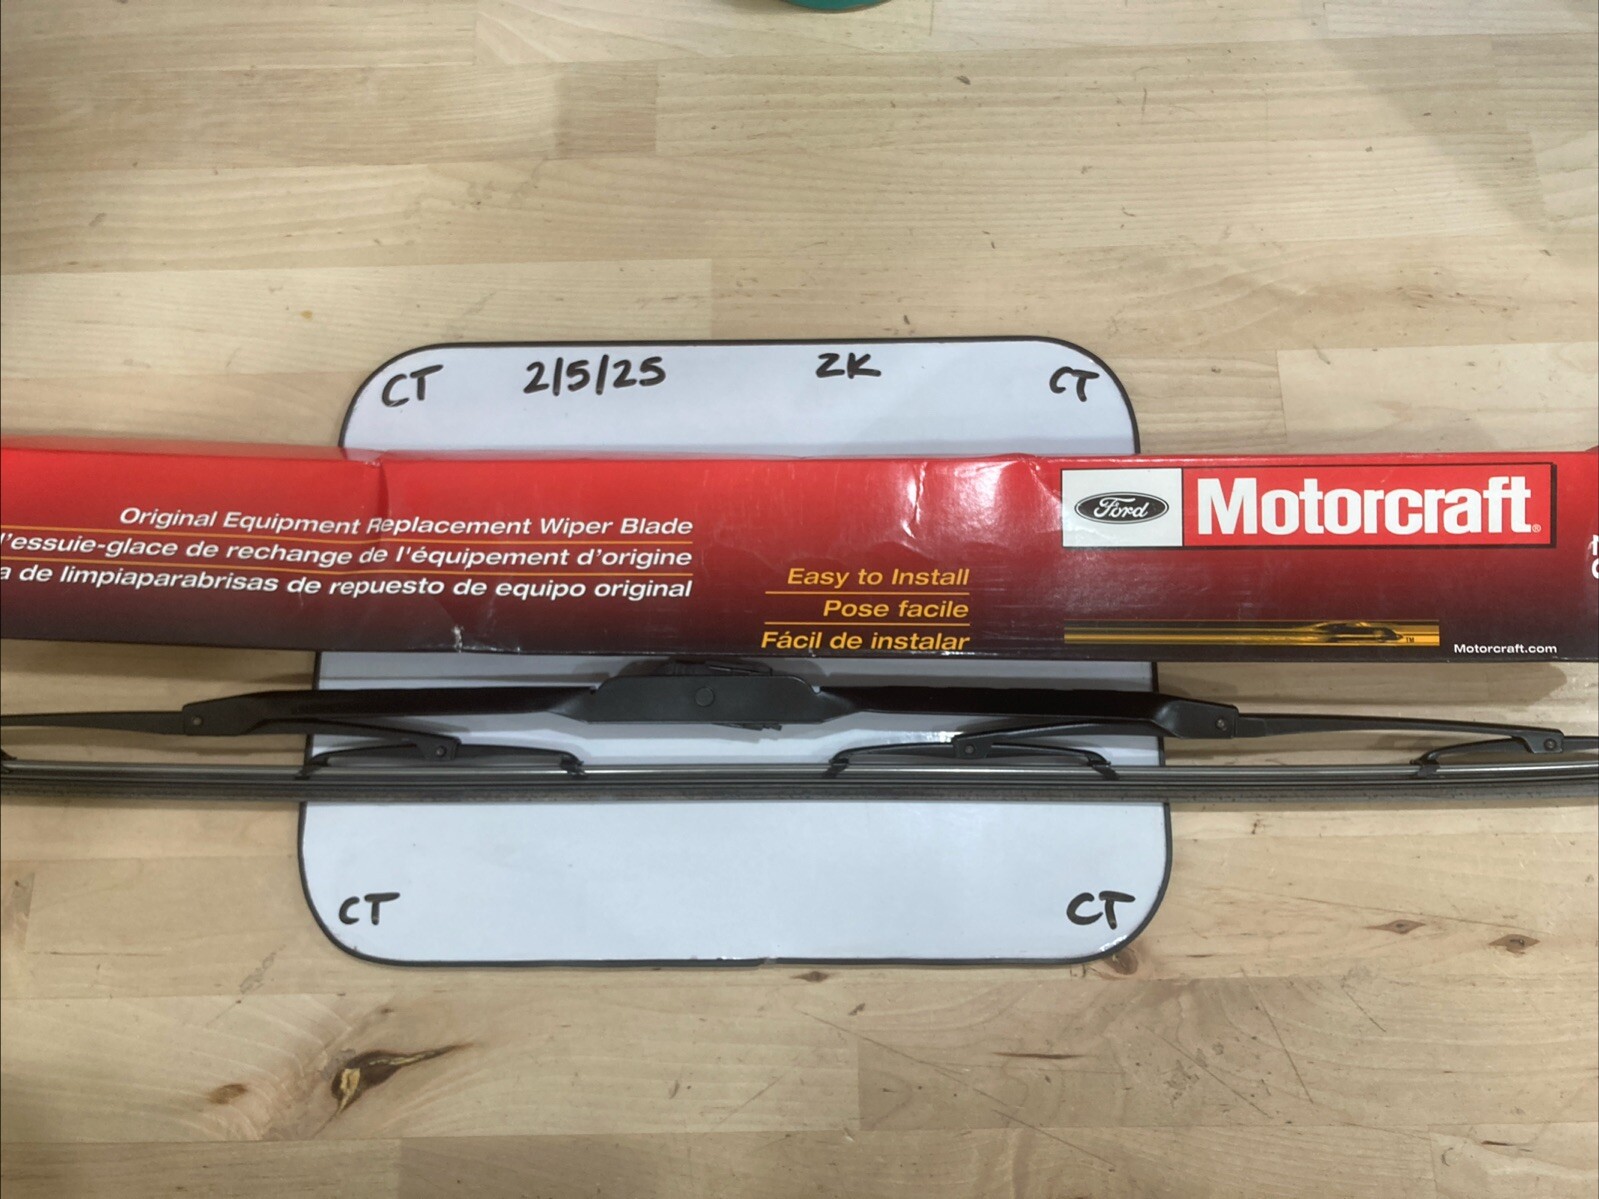 CT 2/5/25 ZK CT
Original Equipment Replacement Wiper Blade
l'essuie-glace de rechange de l'équipement d'origine
a de limpiaparabrisas de repuesto de equipo original
Easy to Install
Pose facile
Fácil de instalar
Ford Motorcraft®
TM
Motorcraft.com
CT CT